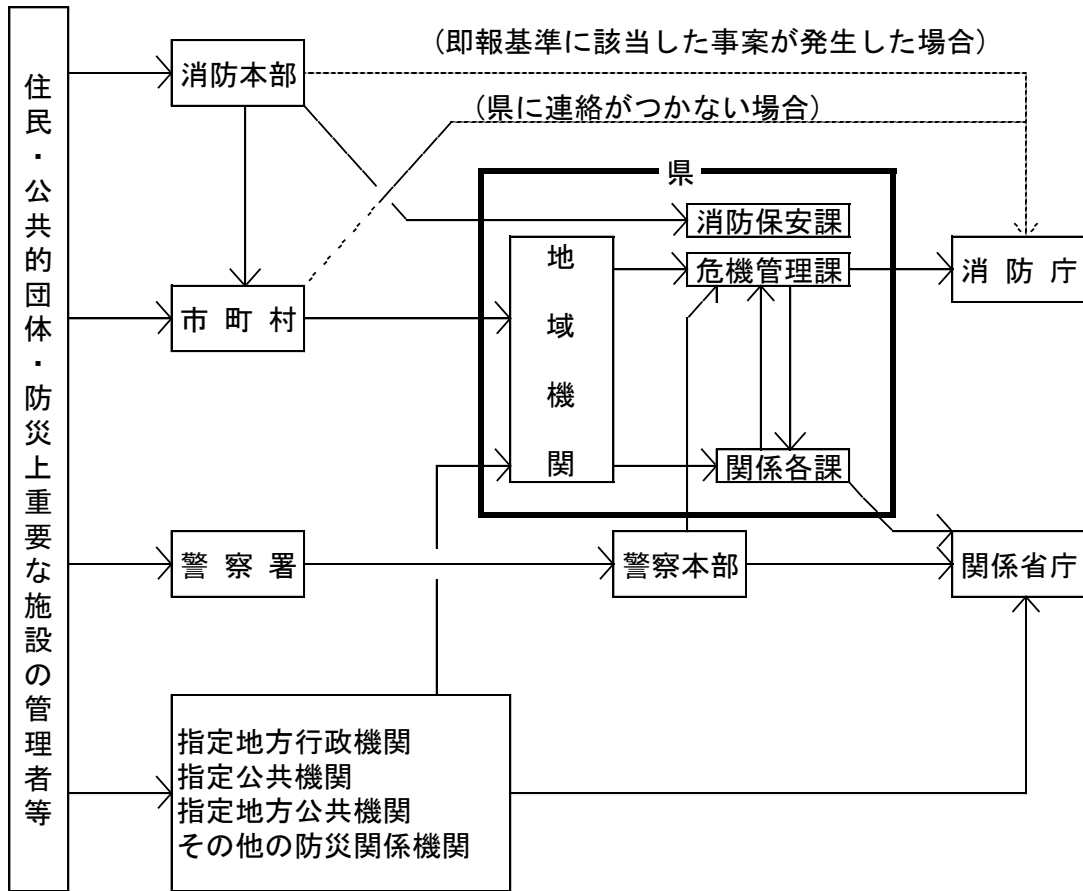 住民・公共的団体・防災上重要な施設の管理者等
(即報基準に該当した事案が発生した場合)
消防本部
(県に連絡がつかない場合)
県
消防保安課
地域機関
危機管理課
消防庁
市町村
関係各課
警察署
警察本部
関係省庁
指定地方行政機関
指定公共機関
指定地方公共機関
その他の防災関係機関